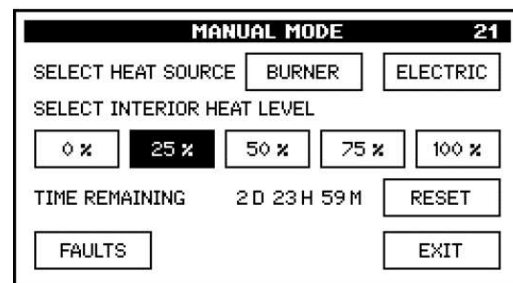 MANUAL MODE 21
SELECT HEAT SOURCE BURNER ELECTRIC
SELECT INTERIOR HEAT LEVEL
0 % 25 % 50 % 75 % 100 %
TIME REMAINING 2 D 23 H 59 M RESET
FAULTS EXIT